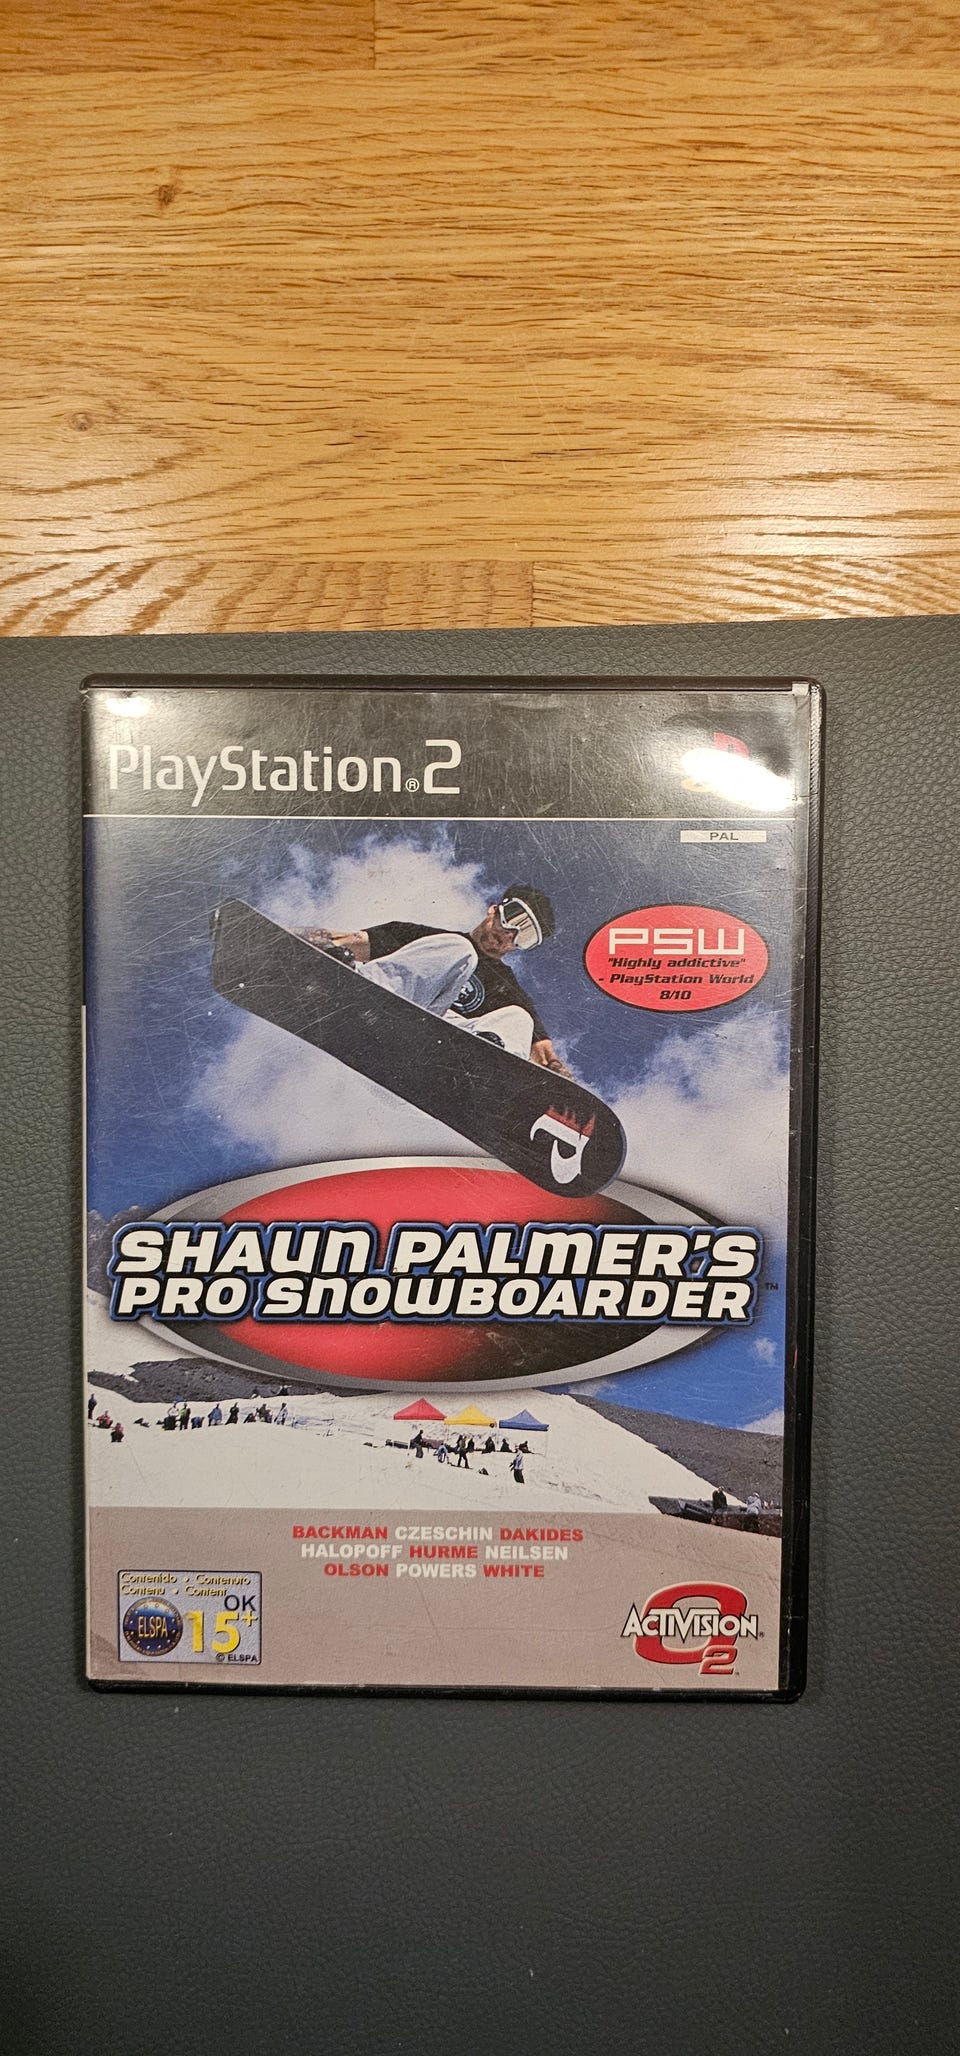 PlayStation®2
PAL
PSW
"Highly addictive"
- PlayStation World
8/10
SHAUN PALMER'S
PRO SNOWBOARDER™
BACKMAN CZESCHIN DAKIDES
HALOPOFF HURME NEILSEN
OLSON POWERS WHITE
Contenido • Contenuto
Contenu • Content
OK
ELSPA
15+
© ELSPA
ACTIVISION®
O2